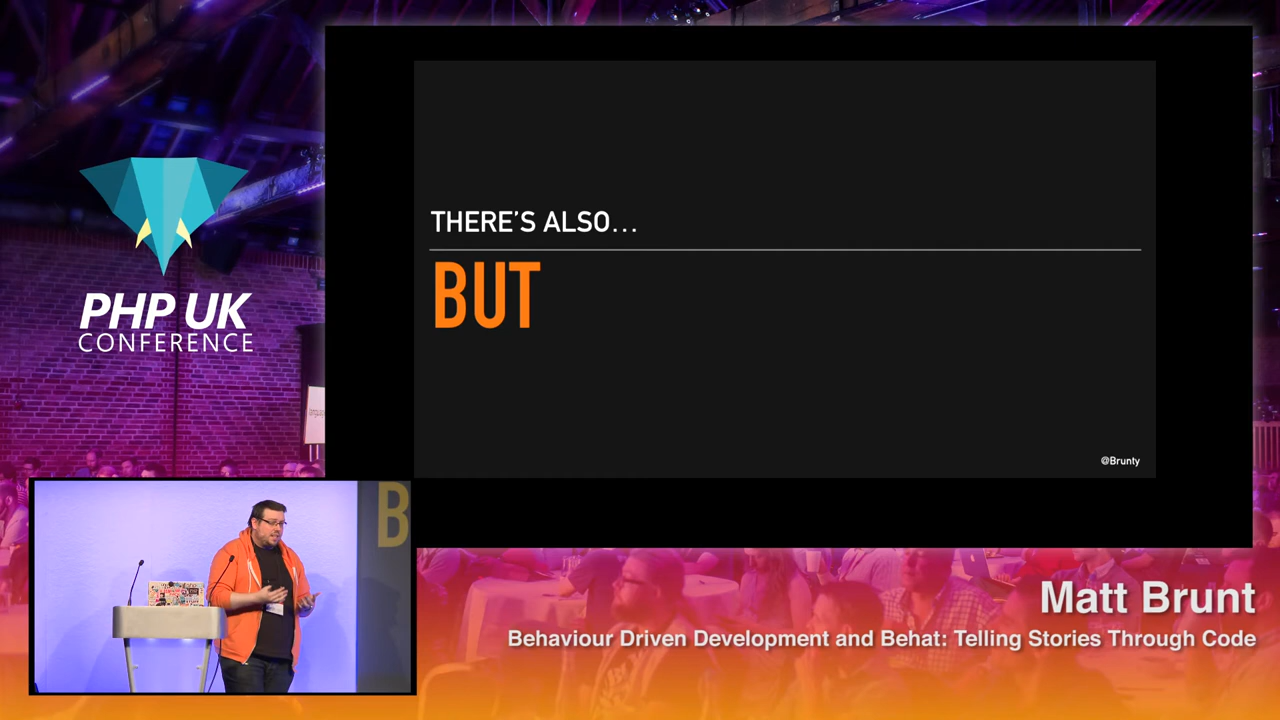 THERE'S ALSO...
BUT
@Brunty
PHP UK
CONFERENCE
B
Matt Brunt
Behaviour Driven Development and Behat: Telling Stories Through Code